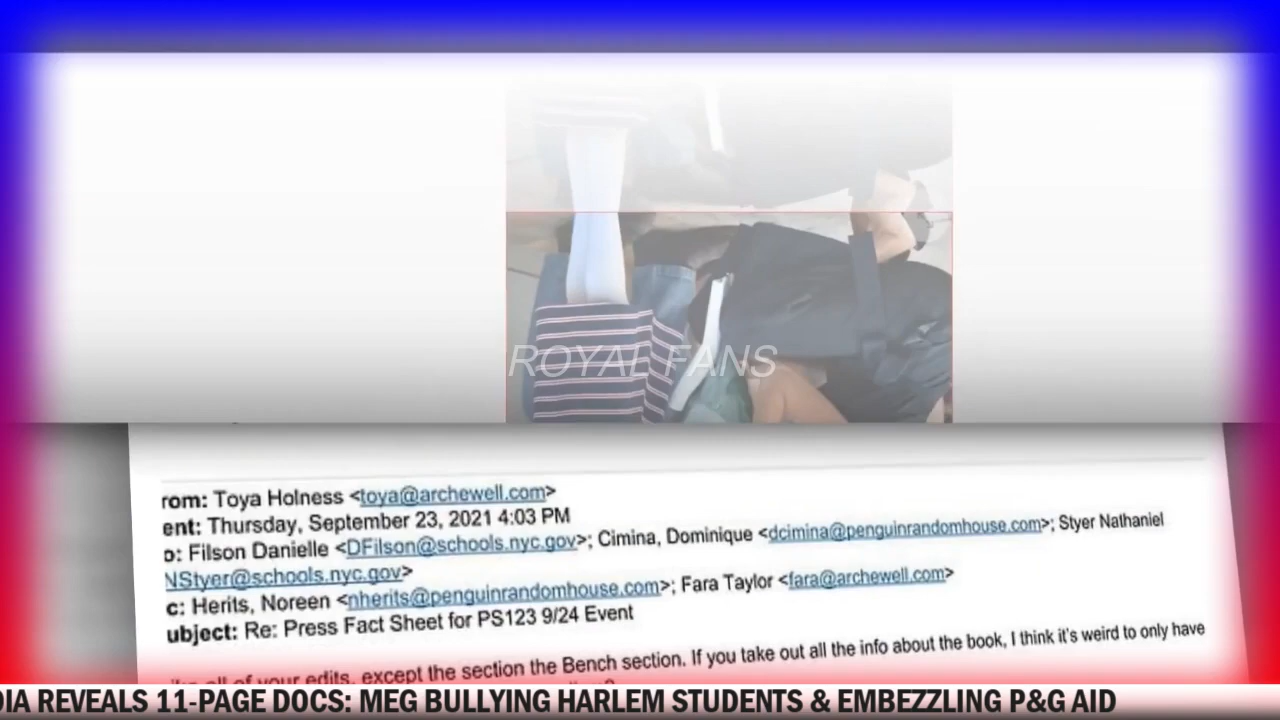 ROYAL FANS
rom: Toya Holness <toya@archewell.com>
ent: Thursday, September 23, 2021 4:03 PM
o: Filson Danielle <DFilson@schools.nyc.gov>; Cimina, Dominique <dcimina@penguinrandomhouse.com>; Styer Nathaniel
NStyer@schools.nyc.gov>
c: Herits, Noreen <nherits@penguinrandomhouse.com>; Fara Taylor <fara@archewell.com>
ubject: Re: Press Fact Sheet for PS123 9/24 Event
all of your edits, except the section the Bench section. If you take out all the info about the book, I think it's weird to only have
DIA REVEALS 11-PAGE DOCS: MEG BULLYING HARLEM STUDENTS & EMBEZZLING P&G AID